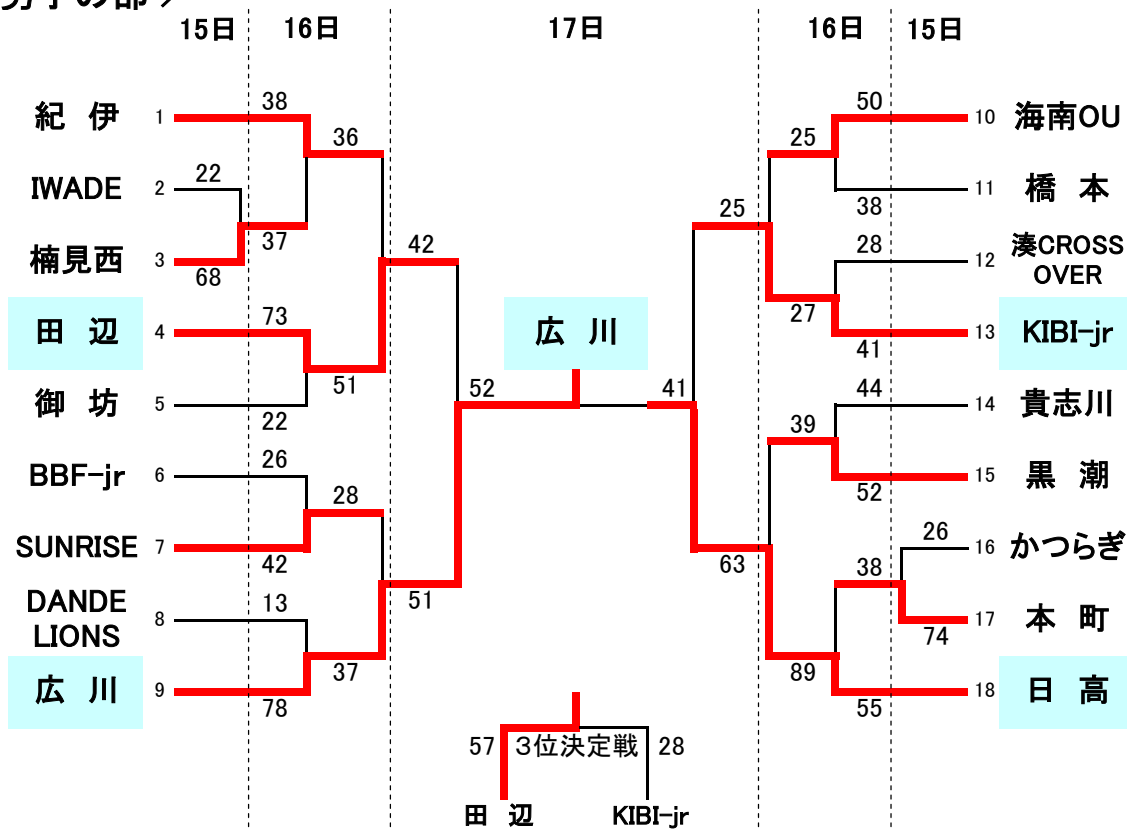 男子の部
15日 16日 17日 16日 15日
紀 伊 1 38
36
IWADE 2 22
37
楠見西 3 68
42
田 辺 4 73
51
御 坊 5 22
BBF-jr 6 26
28
SUNRISE 7 42
51
DANDE
LIONS 8 13
37
広川 9 78
広 川
52 41
50 10 海南OU
25
11 橋 本
38
25
28 12 湊CROSS
OVER
27
41 13 KIBI-jr
44 14 貴志川
39
52 15 黒 潮
63
26 16 かつらぎ
38
74 17 本 町
89
55 18 日 高
57 3位決定戦 28
田 辺 KIBI-jr